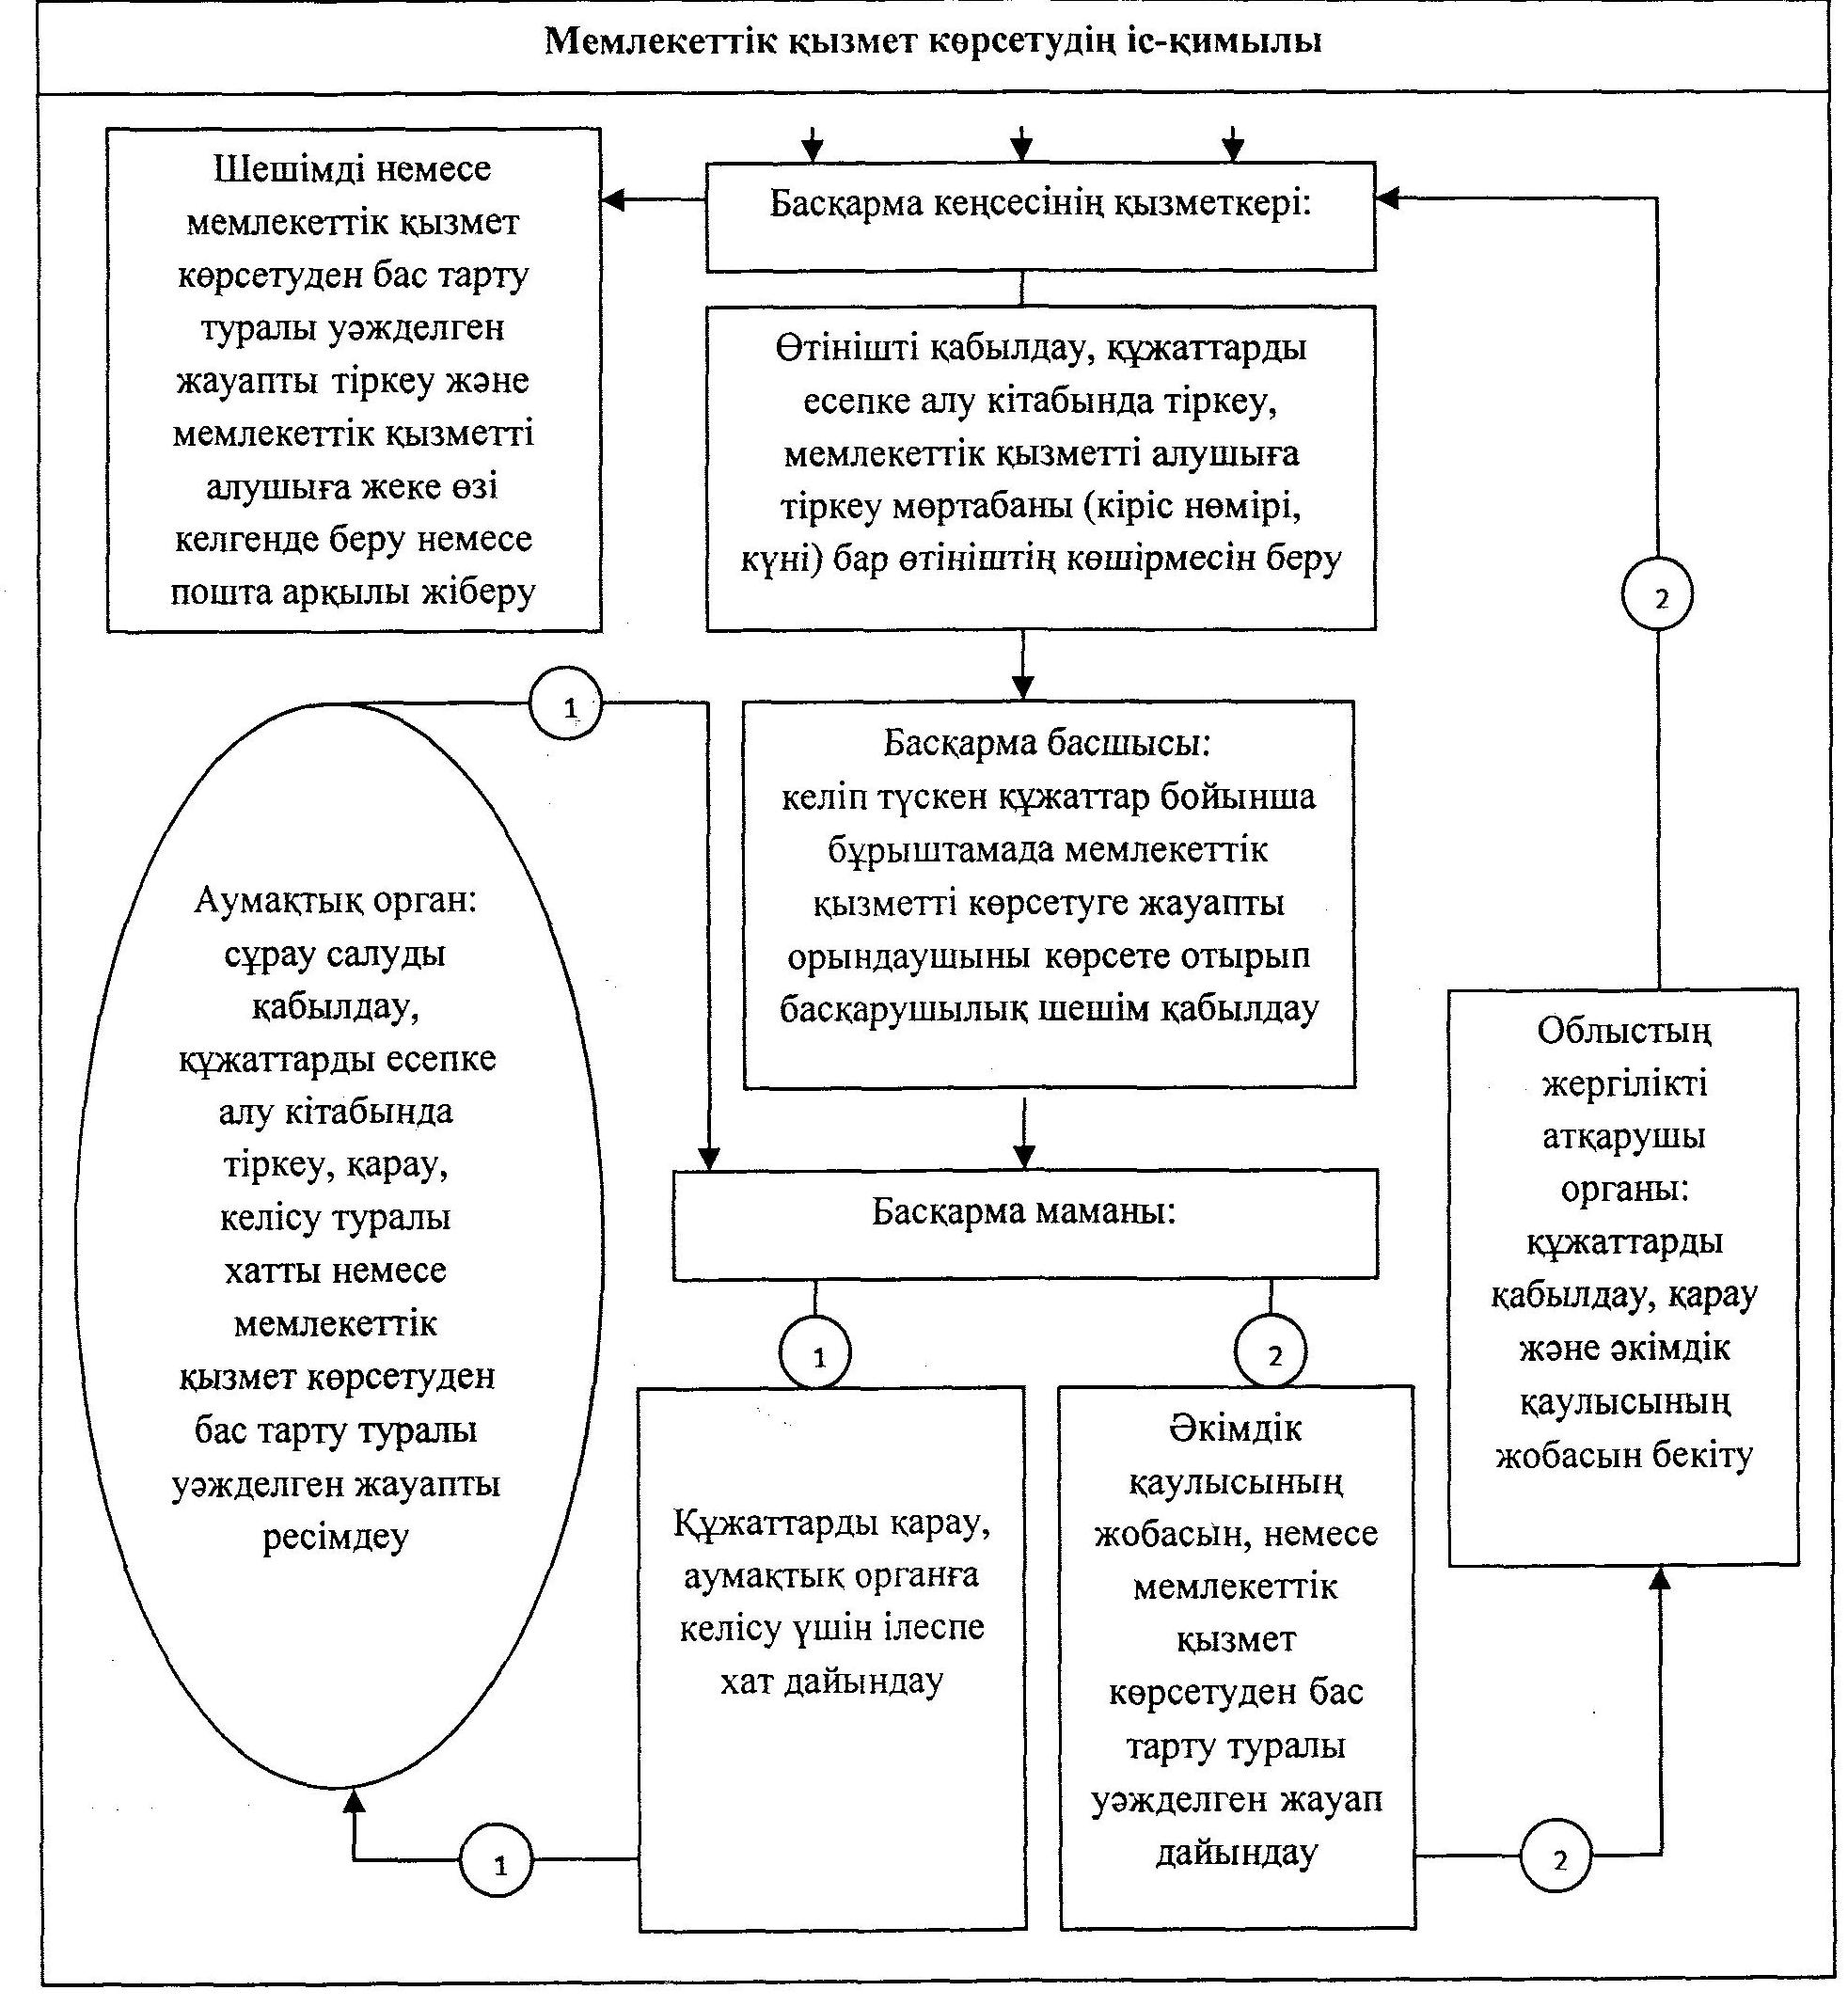 Мемлекеттік қызмет көрсетудің іс-қимылы
Шешімді немесе
мемлекеттік қызмет
көрсетуден бас тарту
туралы уәжделген
жауапты тіркеу және
мемлекеттік қызметті
алушыға жеке өзі
келгенде беру немесе
пошта арқылы жіберу
Басқарма кеңсесінің қызметкері:
Өтінішті қабылдау, құжаттарды
есепке алу кітабында тіркеу,
мемлекеттік қызметті алушыға
тіркеу мөртабаны (кіріс нөмірі,
күні) бар өтініштің көшірмесін беру
2
1
Басқарма басшысы:
келіп түскен құжаттар бойынша
бұрыштамада мемлекеттік
қызметті көрсетуге жауапты
орындаушыны көрсете отырып
басқарушылық шешім қабылдау
Аумақтық орган:
сұрау салуды
қабылдау,
құжаттарды есепке
алу кітабында
тіркеу, қарау,
келісу туралы
хатты немесе
мемлекеттік
қызмет көрсетуден
бас тарту туралы
уәжделген жауапты
ресімдеу
Басқарма маманы:
1
2
Құжаттарды қарау,
аумақтық органға
келісу үшін ілеспе
хат дайындау
Әкімдік
қаулысының
жобасын, немесе
мемлекеттік
қызмет
көрсетуден бас
тарту туралы
уәжделген жауап
дайындау
Облыстың
жергілікті
атқарушы
органы:
құжаттарды
қабылдау, қарау
және әкімдік
қаулысының
жобасын бекіту
1
2